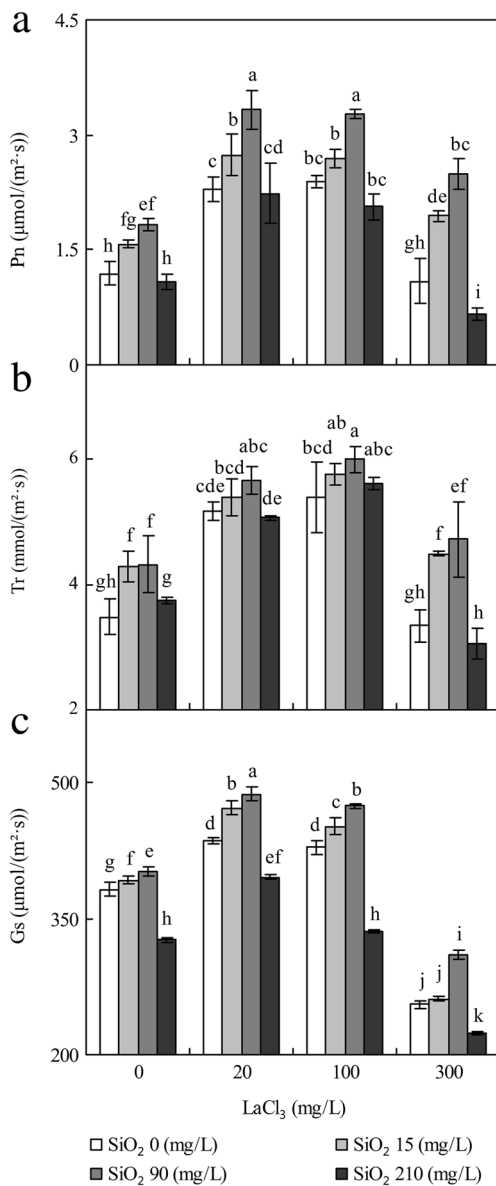 a
4.5
3
1.5
0
Pn (μmol/(m²·s))
h fg ef h
c b a cd
bc b a bc
gh de bc i
b
6
4
2
Tr (mmol/(m²·s))
gh f f g
cde bcd abc de
bcd ab a abc
gh f ef h
c
500
350
200
Gs (μmol/(m²·s))
g f e h
d b a ef
d c b h
j j i k
0 20 100 300
LaCl₃ (mg/L)
SiO₂ 0 (mg/L) SiO₂ 15 (mg/L)
SiO₂ 90 (mg/L) SiO₂ 210 (mg/L)